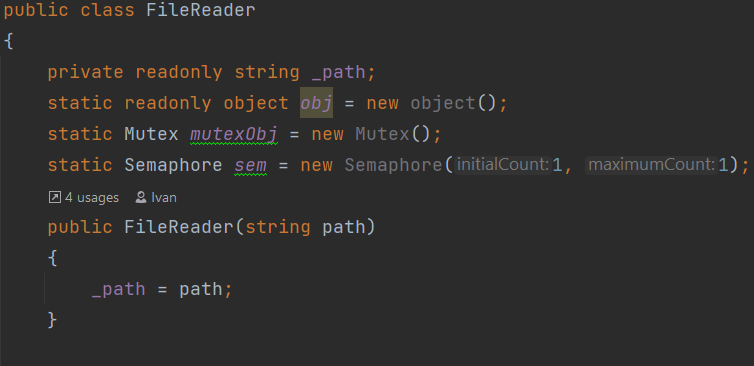 public class FileReader
{
private readonly string _path;
static readonly object obj = new object();
static Mutex mutexObj = new Mutex();
static Semaphore sem = new Semaphore(initialCount:1, maximumCount:1);
4 usages Ivan
public FileReader(string path)
{
_path = path;
}